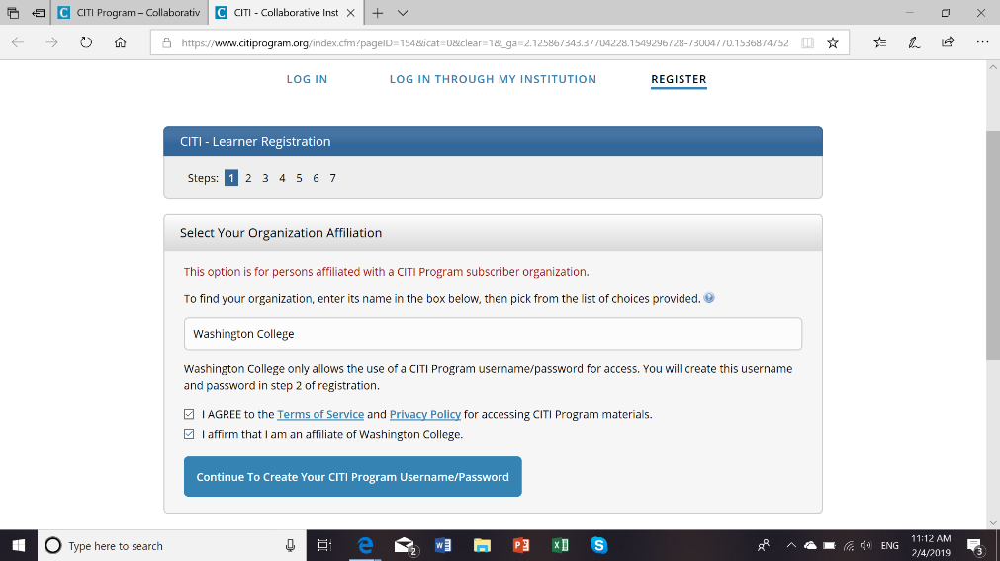 CITI Program – Collaborativ
CITI - Collaborative Inst
https://www.citiprogram.org/index.cfm?pageID=154&icat=0&clear=1&_ga=2.125867343.37704228.1549296728-73004770.1536874752
LOG IN LOG IN THROUGH MY INSTITUTION REGISTER
CITI - Learner Registration
Steps: 1 2 3 4 5 6 7
Select Your Organization Affiliation
This option is for persons affiliated with a CITI Program subscriber organization.
To find your organization, enter its name in the box below, then pick from the list of choices provided.
Washington College
Washington College only allows the use of a CITI Program username/password for access. You will create this username
and password in step 2 of registration.
I AGREE to the Terms of Service and Privacy Policy for accessing CITI Program materials.
I affirm that I am an affiliate of Washington College.
Continue To Create Your CITI Program Username/Password
Type here to search
2
ENG
11:12 AM
2/4/2019
3